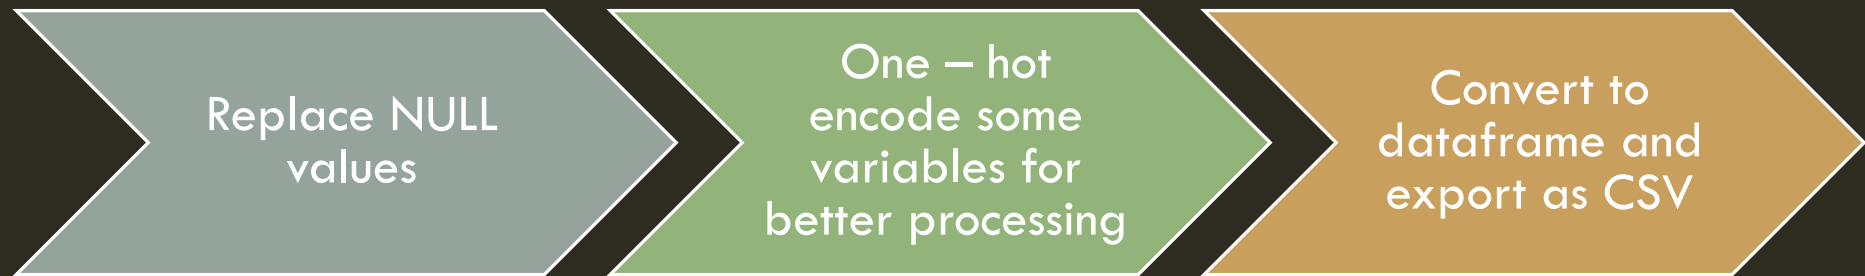 Replace NULL
values
One – hot
encode some
variables for
better processing
Convert to
dataframe and
export as CSV